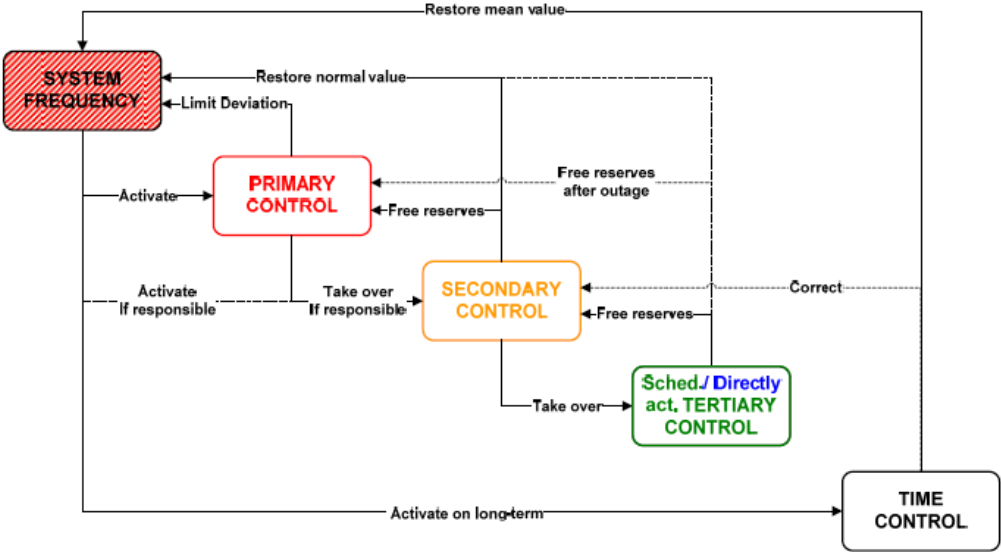 Restore mean value
SYSTEM
FREQUENCY
Restore normal value
Limit Deviation
PRIMARY
CONTROL
Activate
Free reserves
after outage
Free reserves
Activate
If responsible
Take over
If responsible
SECONDARY
CONTROL
Correct
Free reserves
Sched./ Directly
act. TERTIARY
CONTROL
Take over
TIME
CONTROL
Activate on long-term